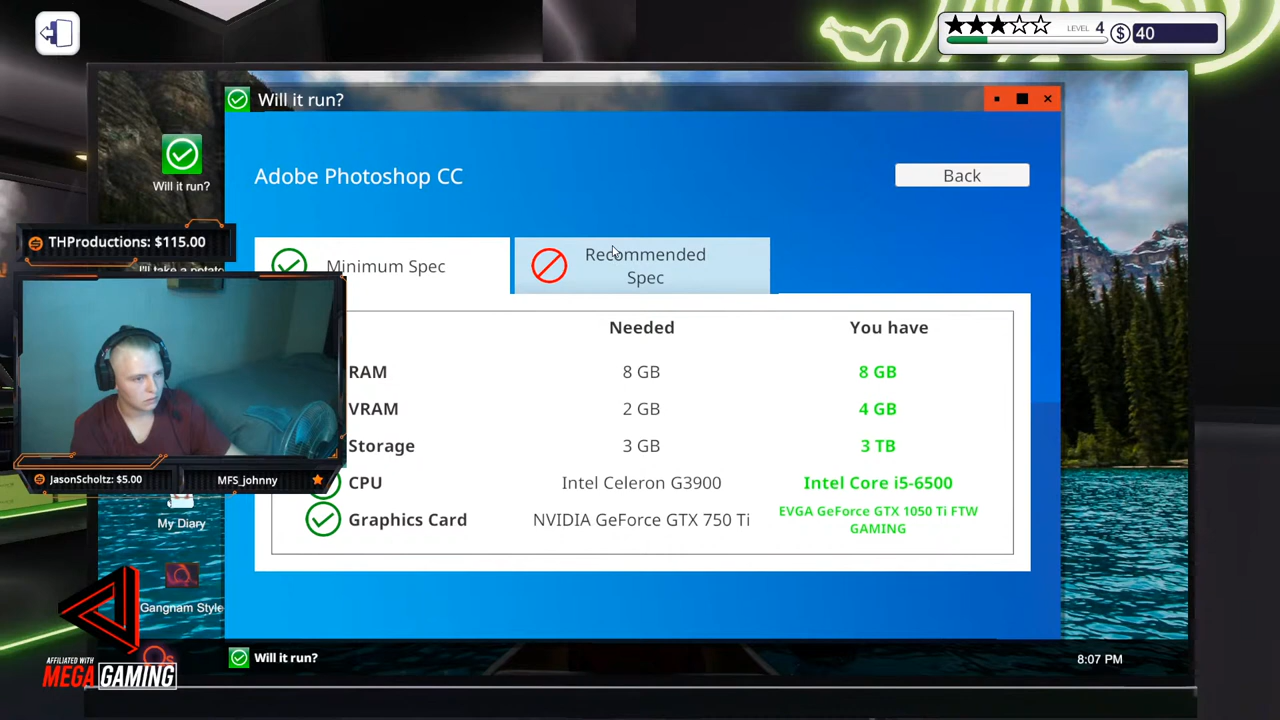 LEVEL 4
$ 40
Will it run?
Will it run?
Adobe Photoshop CC
Back
THProductions: $115.00
I'll take a potato
Minimum Spec
Recommended
Spec
Needed
You have
RAM
8 GB
8 GB
VRAM
2 GB
4 GB
Storage
3 GB
3 TB
CPU
Intel Celeron G3900
Intel Core i5-6500
Graphics Card
NVIDIA GeForce GTX 750 Ti
EVGA GeForce GTX 1050 Ti FTW
GAMING
JasonScholtz: $5.00
MFS_johnny
My Diary
Gangnam Style
AFFILIATED WITH
MEGA GAMING
Will it run?
8:07 PM